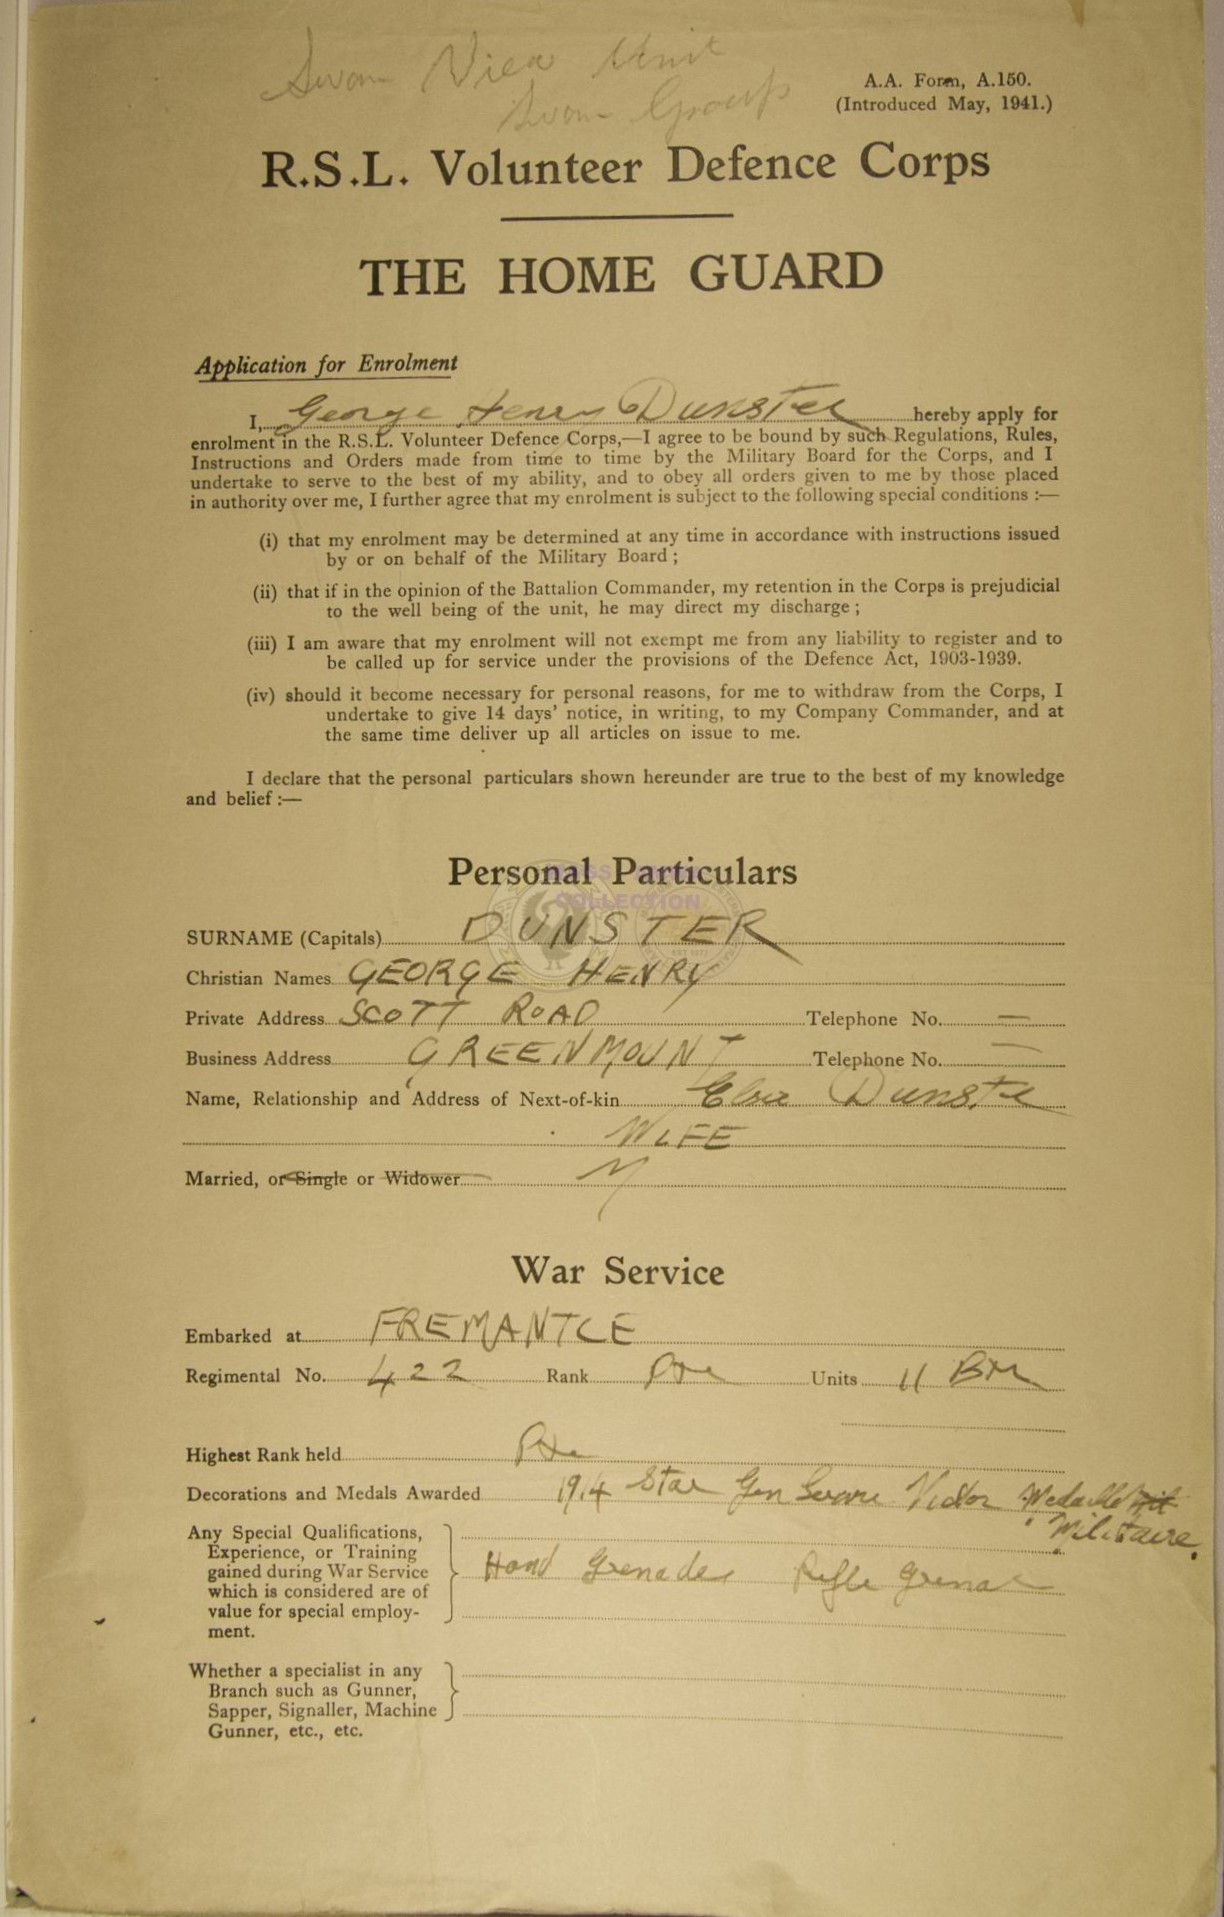 Swan View Unit
Swan Group
A.A. Form, A.150.
(Introduced May, 1941.)
R.S.L. Volunteer Defence Corps
THE HOME GUARD
Application for Enrolment
I, George Henry Dunster hereby apply for
enrolment in the R.S.L. Volunteer Defence Corps,—I agree to be bound by such Regulations, Rules,
Instructions and Orders made from time to time by the Military Board for the Corps, and I
undertake to serve to the best of my ability, and to obey all orders given to me by those placed
in authority over me, I further agree that my enrolment is subject to the following special conditions :—
(i) that my enrolment may be determined at any time in accordance with instructions issued
by or on behalf of the Military Board ;
(ii) that if in the opinion of the Battalion Commander, my retention in the Corps is prejudicial
to the well being of the unit, he may direct my discharge ;
(iii) I am aware that my enrolment will not exempt me from any liability to register and to
be called up for service under the provisions of the Defence Act, 1903-1939.
(iv) should it become necessary for personal reasons, for me to withdraw from the Corps, I
undertake to give 14 days' notice, in writing, to my Company Commander, and at
the same time deliver up all articles on issue to me.
I declare that the personal particulars shown hereunder are true to the best of my knowledge
and belief :—
Personal Particulars
COLLECTION
SURNAME (Capitals) DUNSTER
Christian Names GEORGE HENRY
Private Address SCOTT ROAD Telephone No. —
Business Address GREENMOUNT Telephone No. —
Name, Relationship and Address of Next-of-kin Dunster
WIFE
Married, or Single or Widower M
War Service
Embarked at FREMANTLE
Regimental No. 422 Rank Pte Units 11 Btn
Highest Rank held Pte
Decorations and Medals Awarded 1914 Star Gen Victor Medaille Mil
Militaire.
Any Special Qualifications,
Experience, or Training
gained during War Service
which is considered are of
value for special employ-
ment.
Hand Grenades Rifle Grenade
Whether a specialist in any
Branch such as Gunner,
Sapper, Signaller, Machine
Gunner, etc., etc.